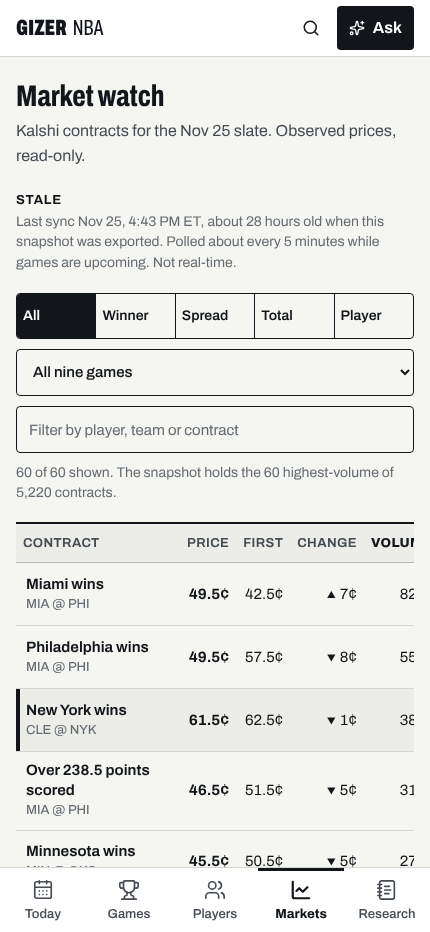 GIZER NBA
Ask
Market watch
Kalshi contracts for the Nov 25 slate. Observed prices,
read-only.
STALE
Last sync Nov 25, 4:43 PM ET, about 28 hours old when this
snapshot was exported. Polled about every 5 minutes while
games are upcoming. Not real-time.
All Winner Spread Total Player
All nine games
Filter by player, team or contract
60 of 60 shown. The snapshot holds the 60 highest-volume of
5,220 contracts.
CONTRACT PRICE FIRST CHANGE VOLUM
Miami wins
MIA @ PHI
49.5¢ 42.5¢ ▲ 7¢ 82
Philadelphia wins
MIA @ PHI
49.5¢ 57.5¢ ▼ 8¢ 55
New York wins
CLE @ NYK
61.5¢ 62.5¢ ▼ 1¢ 38
Over 238.5 points
scored
MIA @ PHI
46.5¢ 51.5¢ ▼ 5¢ 31
Minnesota wins
45.5¢ 50.5¢ ▼ 5¢ 27
Today Games Players Markets Research